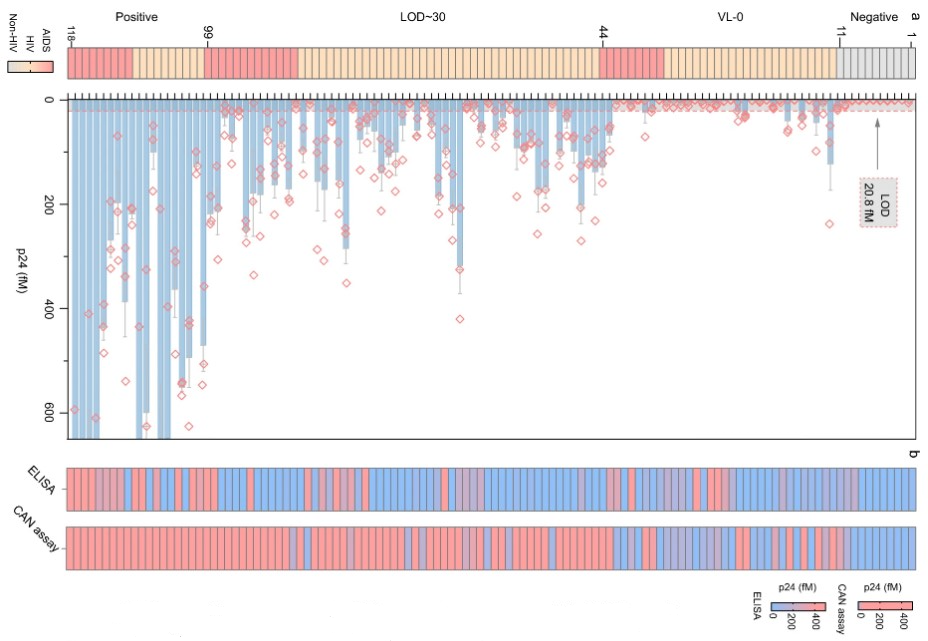 a
Positive
LOD~30
VL-0
Negative
118
99
44
11
1
AIDS
HIV
Non-HIV
0
200
400
600
p24 (fM)
LOD
20.8 fM
b
ELISA
CAN assay
p24 (fM)
0
200
400
ELISA
p24 (fM)
0
200
400
CAN assay